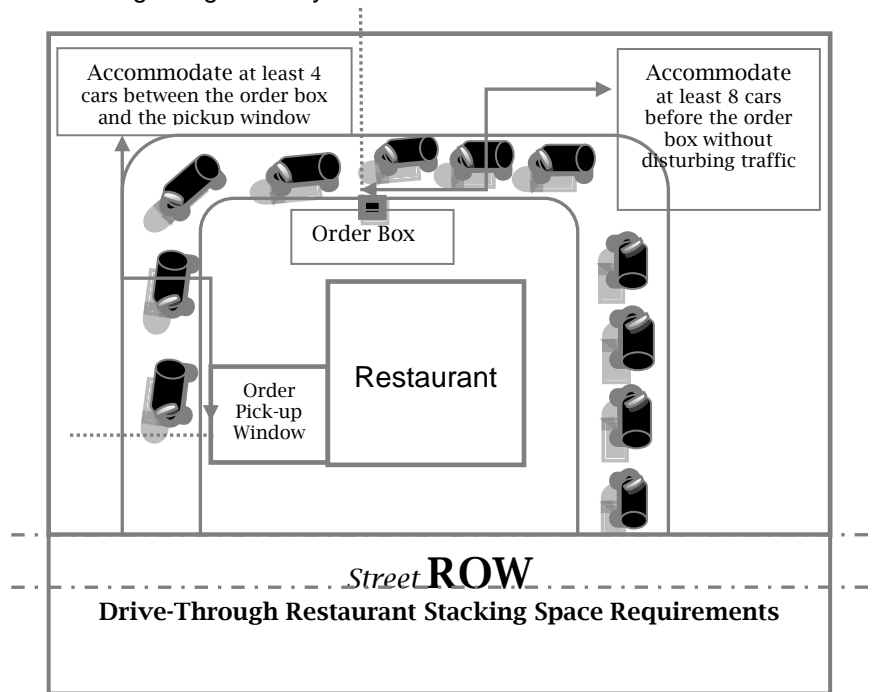 Accommodate at least 4
cars between the order box
and the pickup window
Accommodate
at least 8 cars
before the order
box without
disturbing traffic
Order Box
Restaurant
Order
Pick-up
Window
Street ROW
Drive-Through Restaurant Stacking Space Requirements